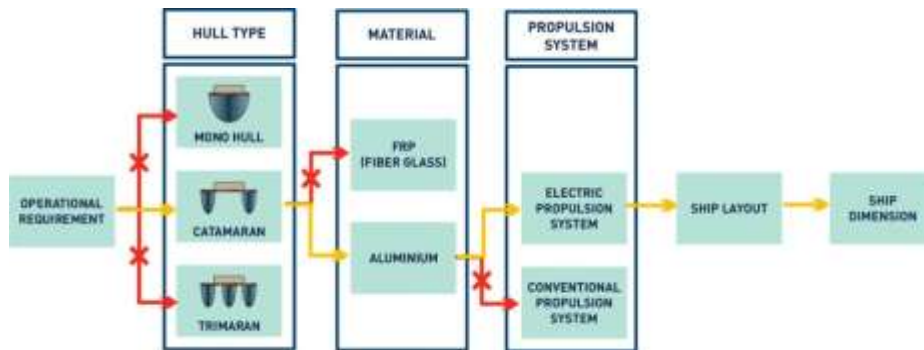 HULL TYPE
MATERIAL
PROPULSION
SYSTEM
MONO HULL
FRP
(FIBER GLASS)
OPERATIONAL
REQUIREMENT
CATAMARAN
ELECTRIC
PROPULSION
SYSTEM
SHIP LAYOUT
SHIP
DIMENSION
ALUMINIUM
TRIMARAN
CONVENTIONAL
PROPULSION
SYSTEM